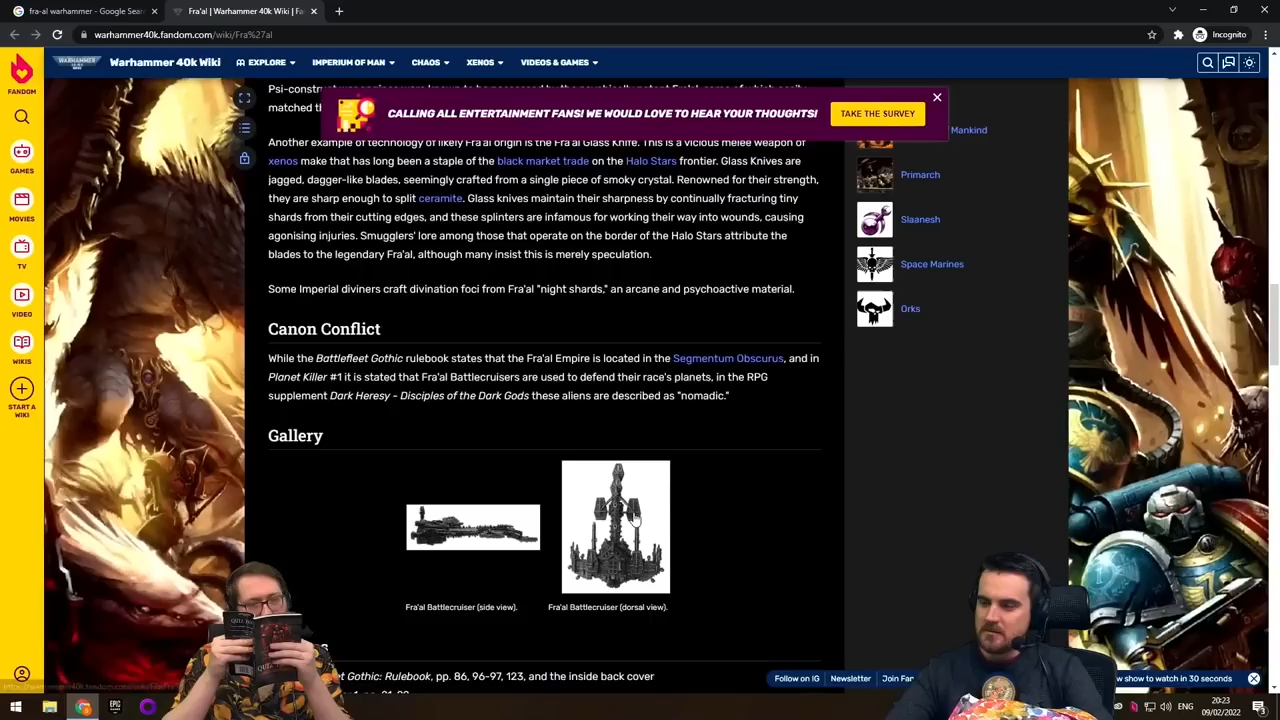 fra-al warhammer - Google Sear
Fra'al | Warhammer 40k Wiki | Fa
warhammer40k.fandom.com/wiki/Fra%27al
Incognito
FANDOM
GAMES
MOVIES
TV
VIDEO
WIKIS
START A
WIKI
Warhammer 40k Wiki
EXPLORE
IMPERIUM OF MAN
CHAOS
XENOS
VIDEOS & GAMES
CALLING ALL ENTERTAINMENT FANS! WE WOULD LOVE TO HEAR YOUR THOUGHTS!
TAKE THE SURVEY
matched th
Another example of technology of likely Fra'al origin is the Fra'al Glass Knife. This is a vicious melee weapon of
xenos make that has long been a staple of the black market trade on the Halo Stars frontier. Glass Knives are
jagged, dagger-like blades, seemingly crafted from a single piece of smoky crystal. Renowned for their strength,
they are sharp enough to split ceramite. Glass knives maintain their sharpness by continually fracturing tiny
shards from their cutting edges, and these splinters are infamous for working their way into wounds, causing
agonising injuries. Smugglers' lore among those that operate on the border of the Halo Stars attribute the
blades to the legendary Fra'al, although many insist this is merely speculation.
Some Imperial diviners craft divination foci from Fra'al "night shards," an arcane and psychoactive material.
Canon Conflict
While the Battlefleet Gothic rulebook states that the Fra'al Empire is located in the Segmentum Obscurus, and in
Planet Killer #1 it is stated that Fra'al Battlecruisers are used to defend their race's planets, in the RPG
supplement Dark Heresy - Disciples of the Dark Gods these aliens are described as "nomadic."
Gallery
Fra'al Battlecruiser (side view).
Fra'al Battlecruiser (dorsal view).
et Gothic: Rulebook, pp. 86, 96-97, 123, and the inside back cover
Mankind
Primarch
Slaanesh
Space Marines
Orks
Follow on IG
Newsletter
Join Fan
w show to watch in 30 seconds
QUIZ
ENG
20:23
09/02/2022